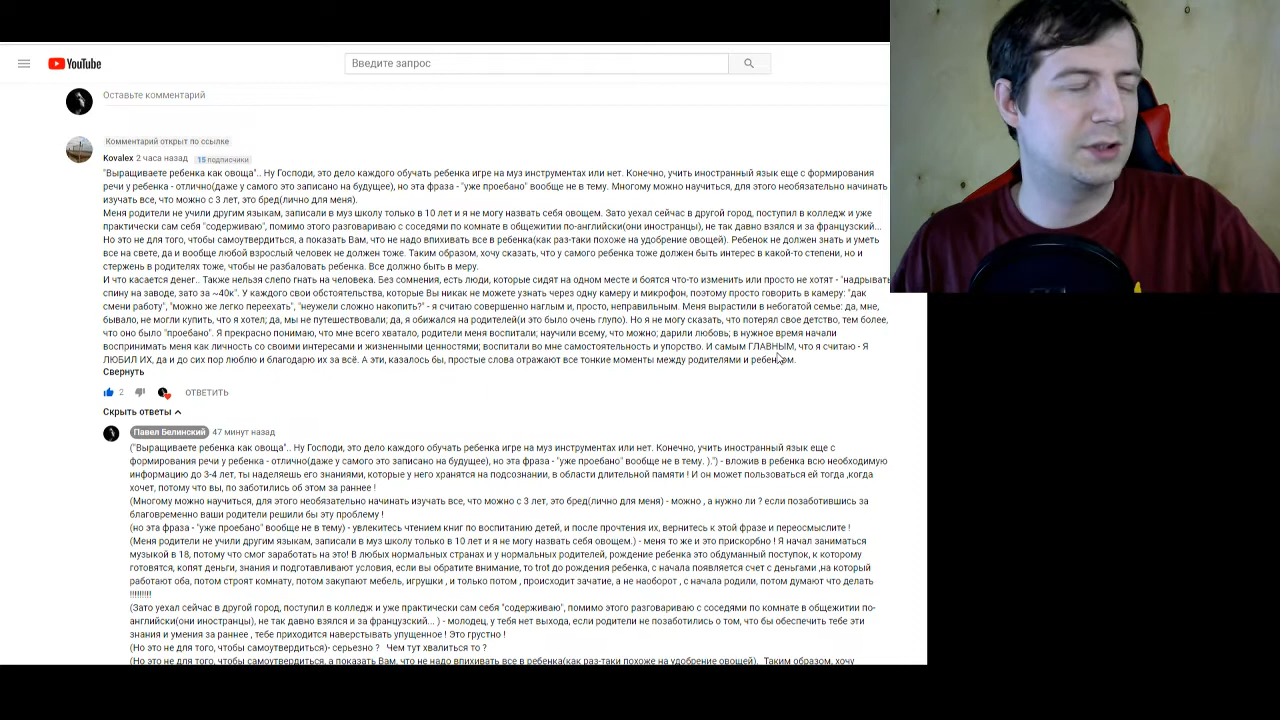 YouTube
Введите запрос
Оставьте комментарий
Комментарий открыт по ссылке
Kovalex 2 часа назад 15 подписчики
"Выращиваете ребенка как овоща".. Ну Господи, это дело каждого обучать ребенка игре на муз инструментах или нет. Конечно, учить иностранный язык еще с формирования
речи у ребенка - отлично(даже у самого это записано на будущее), но эта фраза - "уже проебано" вообще не в тему. Многому можно научиться, для этого необязательно начинать
изучать все, что можно с 3 лет, это бред(лично для меня).
Меня родители не учили другим языкам, записали в муз школу только в 10 лет и я не могу назвать себя овощем. Зато уехал сейчас в другой город, поступил в колледж и уже
практически сам себя "содерживаю", помимо этого разговариваю с соседями по комнате в общежитии по-английски(они иностранцы), не так давно взялся и за французский...
Но это не для того, чтобы самоутвердиться, а показать Вам, что не надо впихивать все в ребенка(как раз-таки похоже на удобрение овощей). Ребенок не должен знать и уметь
все на свете, да и вообще любой взрослый человек не должен тоже. Таким образом, хочу сказать, что у самого ребенка тоже должен быть интерес в какой-то степени, но и
стержень в родителях тоже, чтобы не разбаловать ребенка. Все должно быть в меру.
И что касается денег.. Также нельзя слепо гнать на человека. Без сомнения, есть люди, которые сидят на одном месте и боятся что-то изменить или просто не хотят - "надрывать
спину на заводе, зато за ~40к". У каждого свои обстоятельства, которые Вы никак не можете узнать через одну камеру и микрофон, поэтому просто говорить в камеру: "дак
смени работу", "можно же легко переехать", "неужели сложно накопить?" - я считаю совершенно наглым и, просто, неправильным. Меня вырастили в небогатой семье: да, мне,
бывало, не могли купить, что я хотел; да, мы не путешествовали; да, я обижался на родителей(и это было очень глупо). Но я не могу сказать, что потерял свое детство, тем более,
что оно было "проебано". Я прекрасно понимаю, что мне всего хватало, родители меня воспитали; научили всему, что можно; дарили любовь; в нужное время начали
воспринимать меня как личность со своими интересами и жизненными ценностями; воспитали во мне самостоятельность и упорство. И самым ГЛАВНЫМ, что я считаю - Я
ЛЮБИЛ ИХ, да и до сих пор люблю и благодарю их за всё. А эти, казалось бы, простые слова отражают все тонкие моменты между родителями и ребенком.
Свернуть
2 ОТВЕТИТЬ
Скрыть ответы
Павел Белинский 47 минут назад
("Выращиваете ребенка как овоща".. Ну Господи, это дело каждого обучать ребенка игре на муз инструментах или нет. Конечно, учить иностранный язык еще с
формирования речи у ребенка - отлично(даже у самого это записано на будущее), но эта фраза - "уже проебано" вообще не в тему. ).") - вложив в ребенка всю необходимую
информацию до 3-4 лет, ты наделяешь его знаниями, которые у него хранятся на подсознании, в области длительной памяти ! И он может пользоваться ей тогда ,когда
хочет, потому что вы, по заботились об этом за раннее !
(Многому можно научиться, для этого необязательно начинать изучать все, что можно с 3 лет, это бред(лично для меня) - можно , а нужно ли ? если позаботившись за
благовременно ваши родители решили бы эту проблему !
(но эта фраза - "уже проебано" вообще не в тему) - увлекитесь чтением книг по воспитанию детей, и после прочтения их, вернитесь к этой фразе и переосмыслите !
(Меня родители не учили другим языкам, записали в муз школу только в 10 лет и я не могу назвать себя овощем.) - меня то же и это прискорбно ! Я начал заниматься
музыкой в 18, потому что смог заработать на это! В любых нормальных странах и у нормальных родителей, рождение ребенка это обдуманный поступок, к которому
готовятся, копят деньги, знания и подготавливают условия, если вы обратите внимание, то trot до рождения ребенка, с начала появляется счет с деньгами ,на который
работают оба, потом строят комнату, потом закупают мебель, игрушки , и только потом , происходит зачатие, а не наоборот , с начала родили, потом думают что делать
!!!!!!!!!
(Зато уехал сейчас в другой город, поступил в колледж и уже практически сам себя "содерживаю", помимо этого разговариваю с соседями по комнате в общежитии по-
английски(они иностранцы), не так давно взялся и за французский... ) - молодец, у тебя нет выхода, если родители не позаботились о том, что бы обеспечить тебе эти
знания и умения за раннее , тебе приходится наверстывать упущенное ! Это грустно !
(Но это не для того, чтобы самоутвердиться)- серьезно ? Чем тут хвалиться то ?
(Но это не для того, чтобы самоутвердиться, а показать Вам, что не надо впихивать все в ребенка(как раз-таки похоже на удобрение овощей). Таким образом, хочу